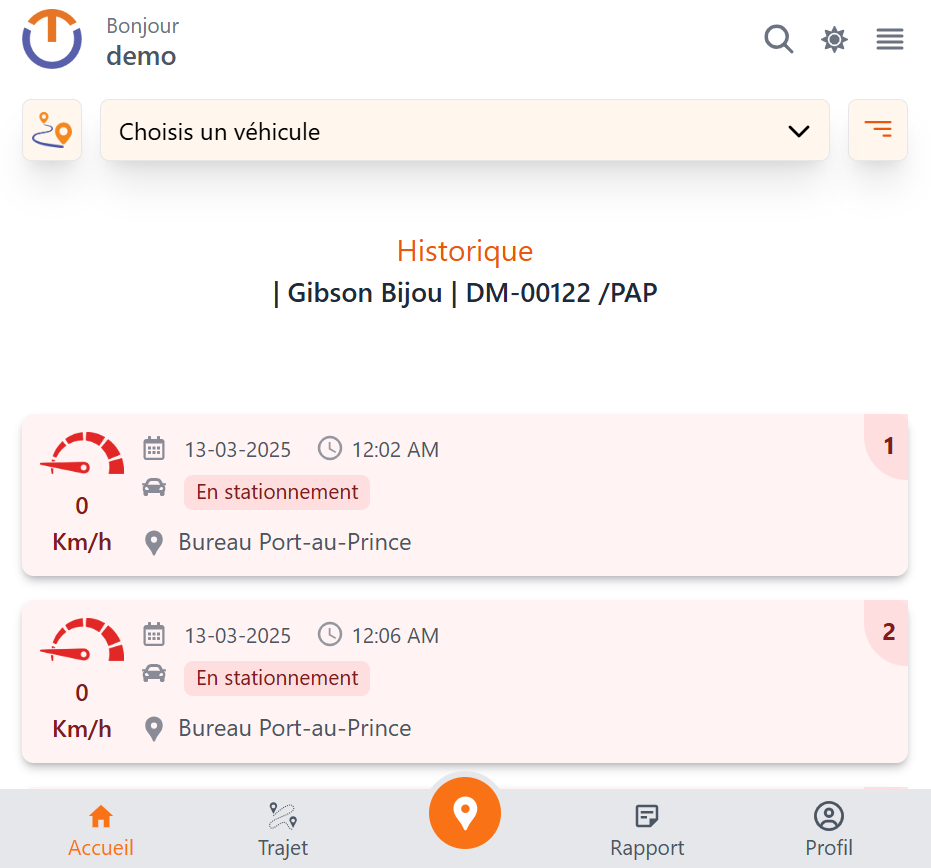 Bonjour
demo
Choisis un véhicule
Historique
| Gibson Bijou | DM-00122 /PAP
13-03-2025 12:02 AM 1
En stationnement
0
Km/h Bureau Port-au-Prince
13-03-2025 12:06 AM 2
En stationnement
0
Km/h Bureau Port-au-Prince
Accueil Trajet Rapport Profil